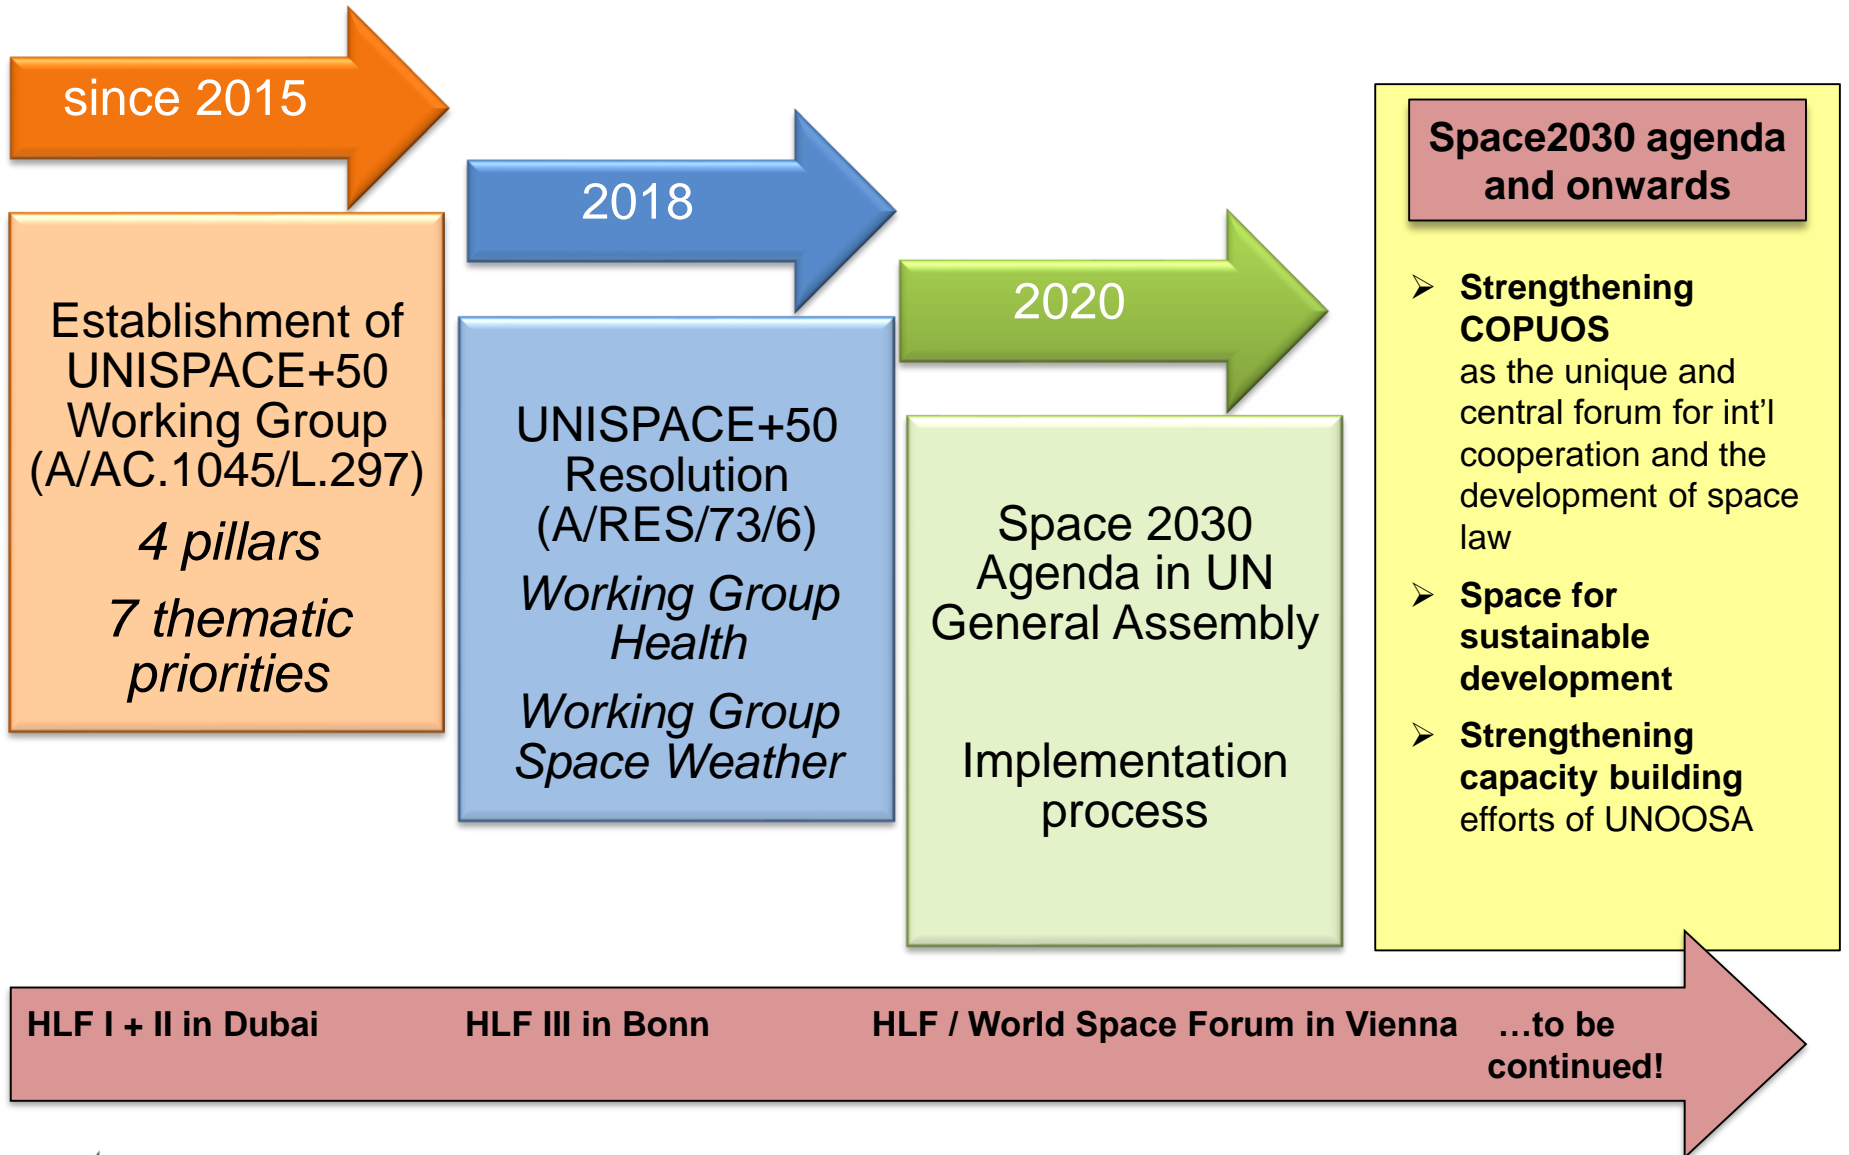 since 2015
Establishment of
UNISPACE+50
Working Group
(A/AC.1045/L.297)
4 pillars
7 thematic
priorities
2018
UNISPACE+50
Resolution
(A/RES/73/6)
Working Group
Health
Working Group
Space Weather
2020
Space 2030
Agenda in UN
General Assembly
Implementation
process
Space2030 agenda
and onwards
➢ Strengthening
COPUOS
as the unique and
central forum for int’l
cooperation and the
development of space
law
➢ Space for
sustainable
development
➢ Strengthening
capacity building
efforts of UNOOSA
HLF I + II in Dubai HLF III in Bonn HLF / World Space Forum in Vienna …to be
continued!